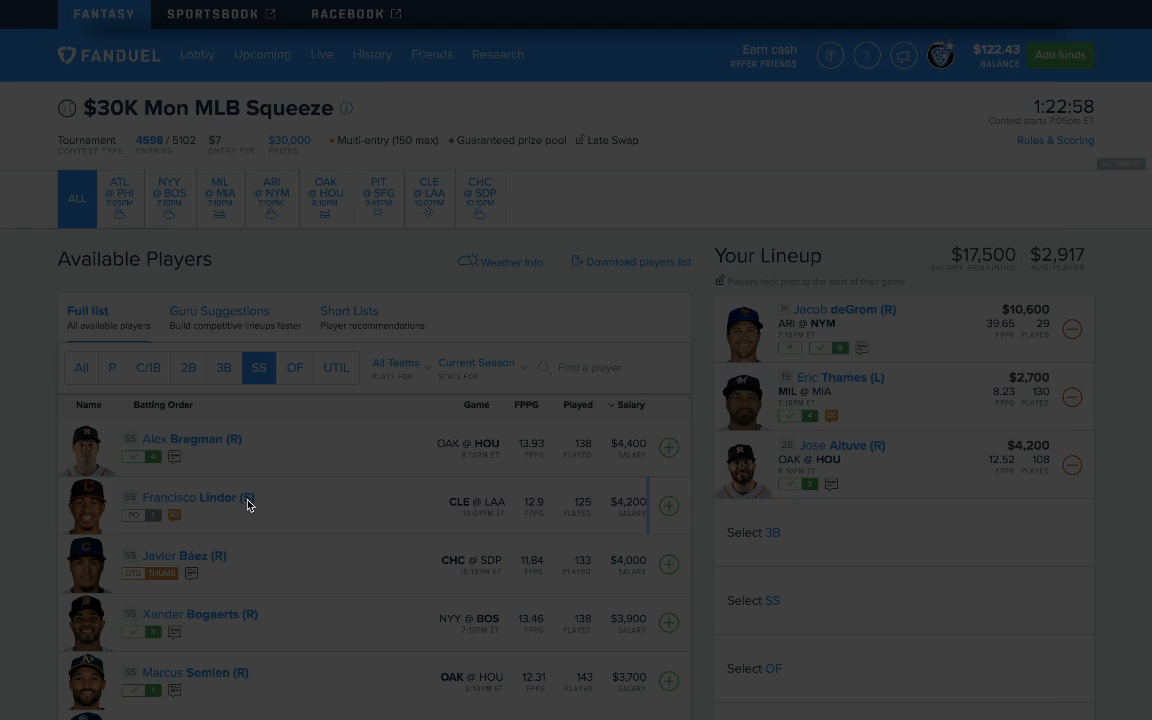 FANTASY SPORTSBOOK RACEBOOK
FANDUEL Lobby Upcoming Live History Friends Research
Earn cash
REFER FRIENDS
?
$122.43
BALANCE
Add funds
$30K Mon MLB Squeeze
1:22:58
Contest starts 7:05pm ET
Tournament
CONTEST TYPE
4598 / 5102
ENTRIES
$7
ENTRY FEE
$30,000
PRIZES
Multi-entry (150 max) Guaranteed prize pool Late Swap
Rules & Scoring
ALL
ATL
@ PHI
7:05PM
NYY
@ BOS
7:10PM
MIL
@ MIA
7:10PM
ARI
@ NYM
7:10PM
OAK
@ HOU
8:10PM
PIT
@ SFG
9:45PM
CLE
@ LAA
10:07PM
CHC
@ SDP
10:10PM
Available Players
Weather Info
Download players list
Full list
All available players
Guru Suggestions
Build competitive lineups faster
Short Lists
Player recommendations
All P C/1B 2B 3B SS OF UTIL
All Teams
PLAYS FOR
Current Season
STATS FOR
Find a player
Name Batting Order Game FPPG Played Salary
SS Alex Bregman (R)
4
OAK @ HOU
8:10PM ET
13.93
FPPG
138
PLAYED
$4,400
SALARY
SS Francisco Lindor (S)
PO 1
CLE @ LAA
10:07PM ET
12.9
FPPG
125
PLAYED
$4,200
SALARY
SS Javier Báez (R)
DTD THUMB
CHC @ SDP
10:10PM ET
11.84
FPPG
133
PLAYED
$4,000
SALARY
SS Xander Bogaerts (R)
3
NYY @ BOS
7:10PM ET
13.46
FPPG
138
PLAYED
$3,900
SALARY
SS Marcus Semien (R)
1
OAK @ HOU
8:10PM ET
12.31
FPPG
143
PLAYED
$3,700
SALARY
Your Lineup
$17,500
SALARY REMAINING
$2,917
AVG/PLAYER
Players lock prior to the start of their game
P Jacob deGrom (R)
ARI @ NYM
7:10PM ET
P 9
$10,600
39.65
FPPG
29
PLAYED
1B Eric Thames (L)
MIL @ MIA
7:10PM ET
4
$2,700
8.23
FPPG
130
PLAYED
2B Jose Altuve (R)
OAK @ HOU
8:10PM ET
2
$4,200
12.52
FPPG
108
PLAYED
Select 3B
Select SS
Select OF